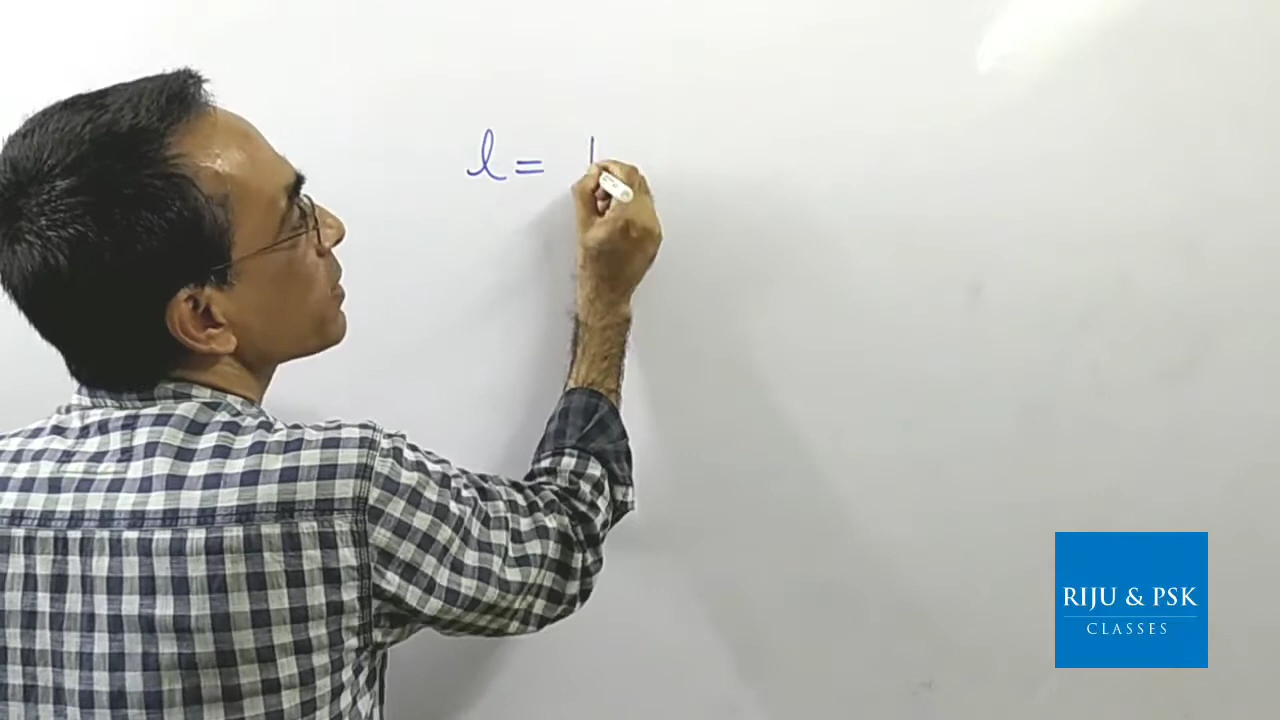 l =
RIJU & PSK
CLASSES